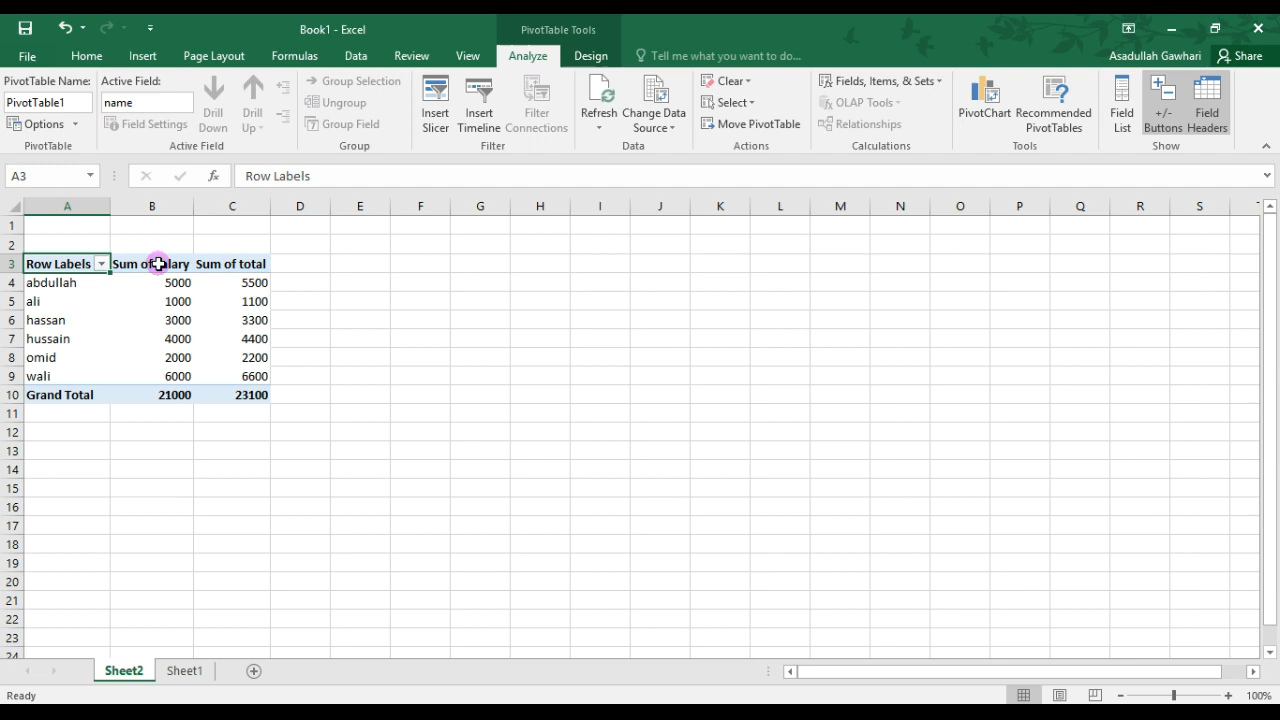 Book1 - Excel
PivotTable Tools
File Home Insert Page Layout Formulas Data Review View Analyze Design Tell me what you want to do... Asadullah Gawhari Share
PivotTable Name: Active Field:
PivotTable1 name
Options Field Settings
Drill Down
Drill Up
Group Selection
Ungroup
Group Field
Insert Slicer
Insert Timeline
Filter Connections
Refresh
Change Data Source
Clear
Select
Move PivotTable
Fields, Items, & Sets
OLAP Tools
Relationships
PivotChart
Recommended PivotTables
Field List
+/- Buttons
Field Headers
PivotTable Active Field Group Filter Data Actions Calculations Tools Show
A3 fx Row Labels
A B C D E F G H I J K L M N O P Q R S
1
2
3 Row Labels Sum of salary Sum of total
4 abdullah 5000 5500
5 ali 1000 1100
6 hassan 3000 3300
7 hussain 4000 4400
8 omid 2000 2200
9 wali 6000 6600
10 Grand Total 21000 23100
11
12
13
14
15
16
17
18
19
20
21
22
23
24
Sheet2 Sheet1
Ready 100%